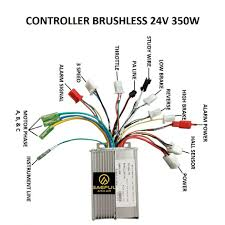 CONTROLLER BRUSHLESS 24V 350W
INSTRUMENT LINE
MOTOR PHASE
A, B, & C
ALARM SIGNAL
3 SPEED
THROTTLE
PA LINE
STUDY WIRE
LOW BRAKE
HIGH BRAKE
REVERSE
ALARM POWER
HALL SENSOR
POWER